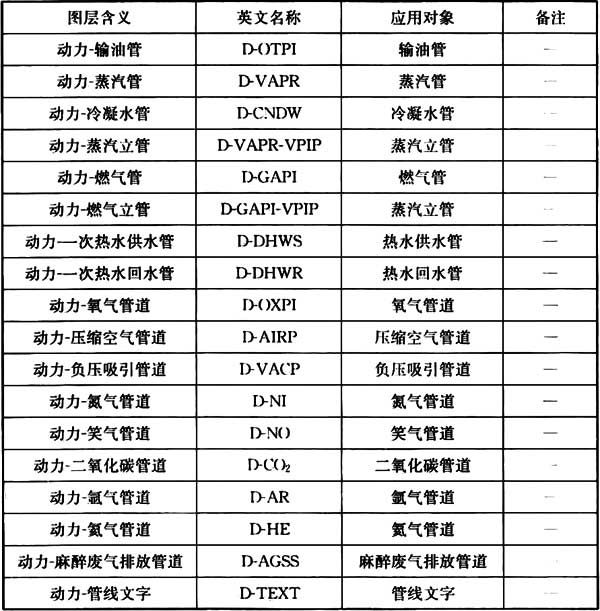 图层含义 英文名称 应用对象 备注
动力-输油管 D-OTPI 输油管 —
动力-蒸汽管 D-VAPR 蒸汽管 —
动力-冷凝水管 D-CNDW 冷凝水管 —
动力-蒸汽立管 D-VAPR-VPIP 蒸汽立管 —
动力-燃气管 D-GAPI 燃气管 —
动力-燃气立管 D-GAPI-VPIP 蒸汽立管 —
动力-一次热水供水管 D-DHWS 热水供水管 —
动力-一次热水回水管 D-DHWR 热水回水管 —
动力-氧气管道 D-OXPI 氧气管道 —
动力-压缩空气管道 D-AIRP 压缩空气管道 —
动力-负压吸引管道 D-VACP 负压吸引管道 —
动力-氮气管道 D-NI 氮气管道 —
动力-笑气管道 D-NO 笑气管道 —
动力-二氧化碳管道 D-CO₂ 二氧化碳管道 —
动力-氩气管道 D-AR 氩气管道 —
动力-氦气管道 D-HE 氦气管道 —
动力-麻醉废气排放管道 D-AGSS 麻醉废气排放管道 —
动力-管线文字 D-TEXT 管线文字 —